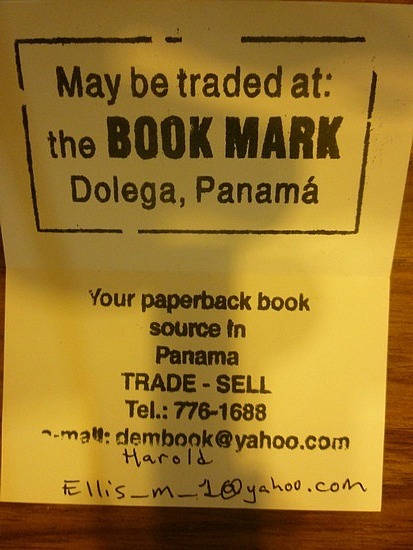 May be traded at:
the BOOK MARK
Dolega, Panamá
Your paperback book
source in
Panama
TRADE - SELL
Tel.: 776-1688
e-mail: dembook@yahoo.com
Harold
Ellis_m_1@yahoo.com